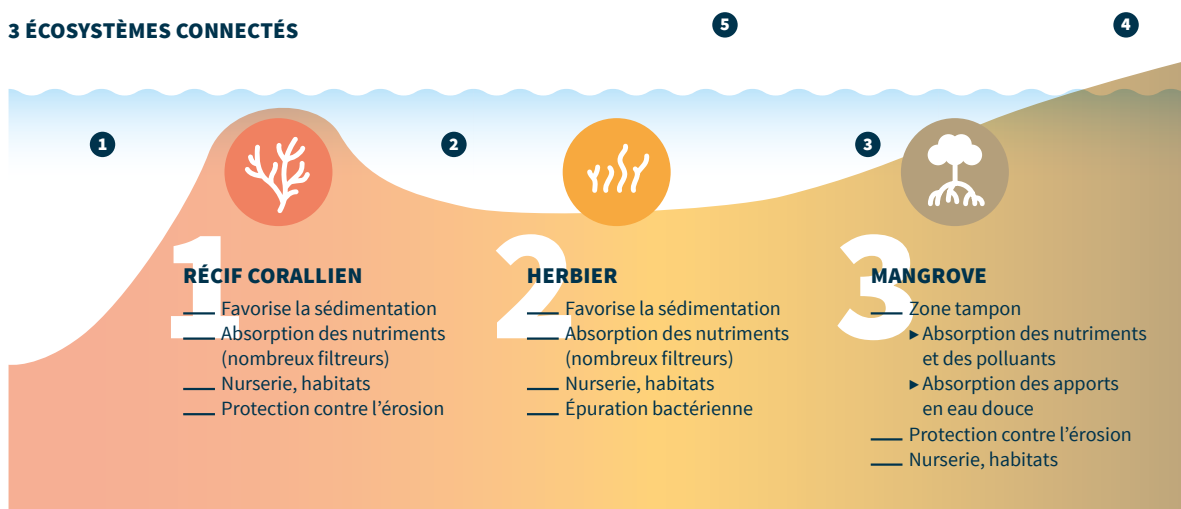 3 ÉCOSYSTÈMES CONNECTÉS
5
4
1
2
3
1
RÉCIF CORALLIEN
Favorise la sédimentation
Absorption des nutriments
(nombreux filtreurs)
Nurserie, habitats
Protection contre l’érosion
2
HERBIER
Favorise la sédimentation
Absorption des nutriments
(nombreux filtreurs)
Nurserie, habitats
Épuration bactérienne
3
MANGROVE
Zone tampon
▸ Absorption des nutriments
et des polluants
▸ Absorption des apports
en eau douce
Protection contre l’érosion
Nurserie, habitats